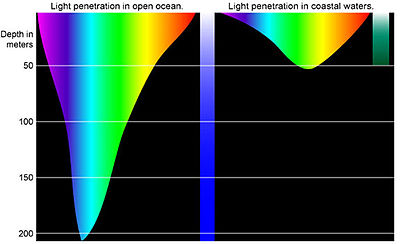 Light penetration in open ocean.
Light penetration in coastal waters.
Depth in
meters
50
100
150
200